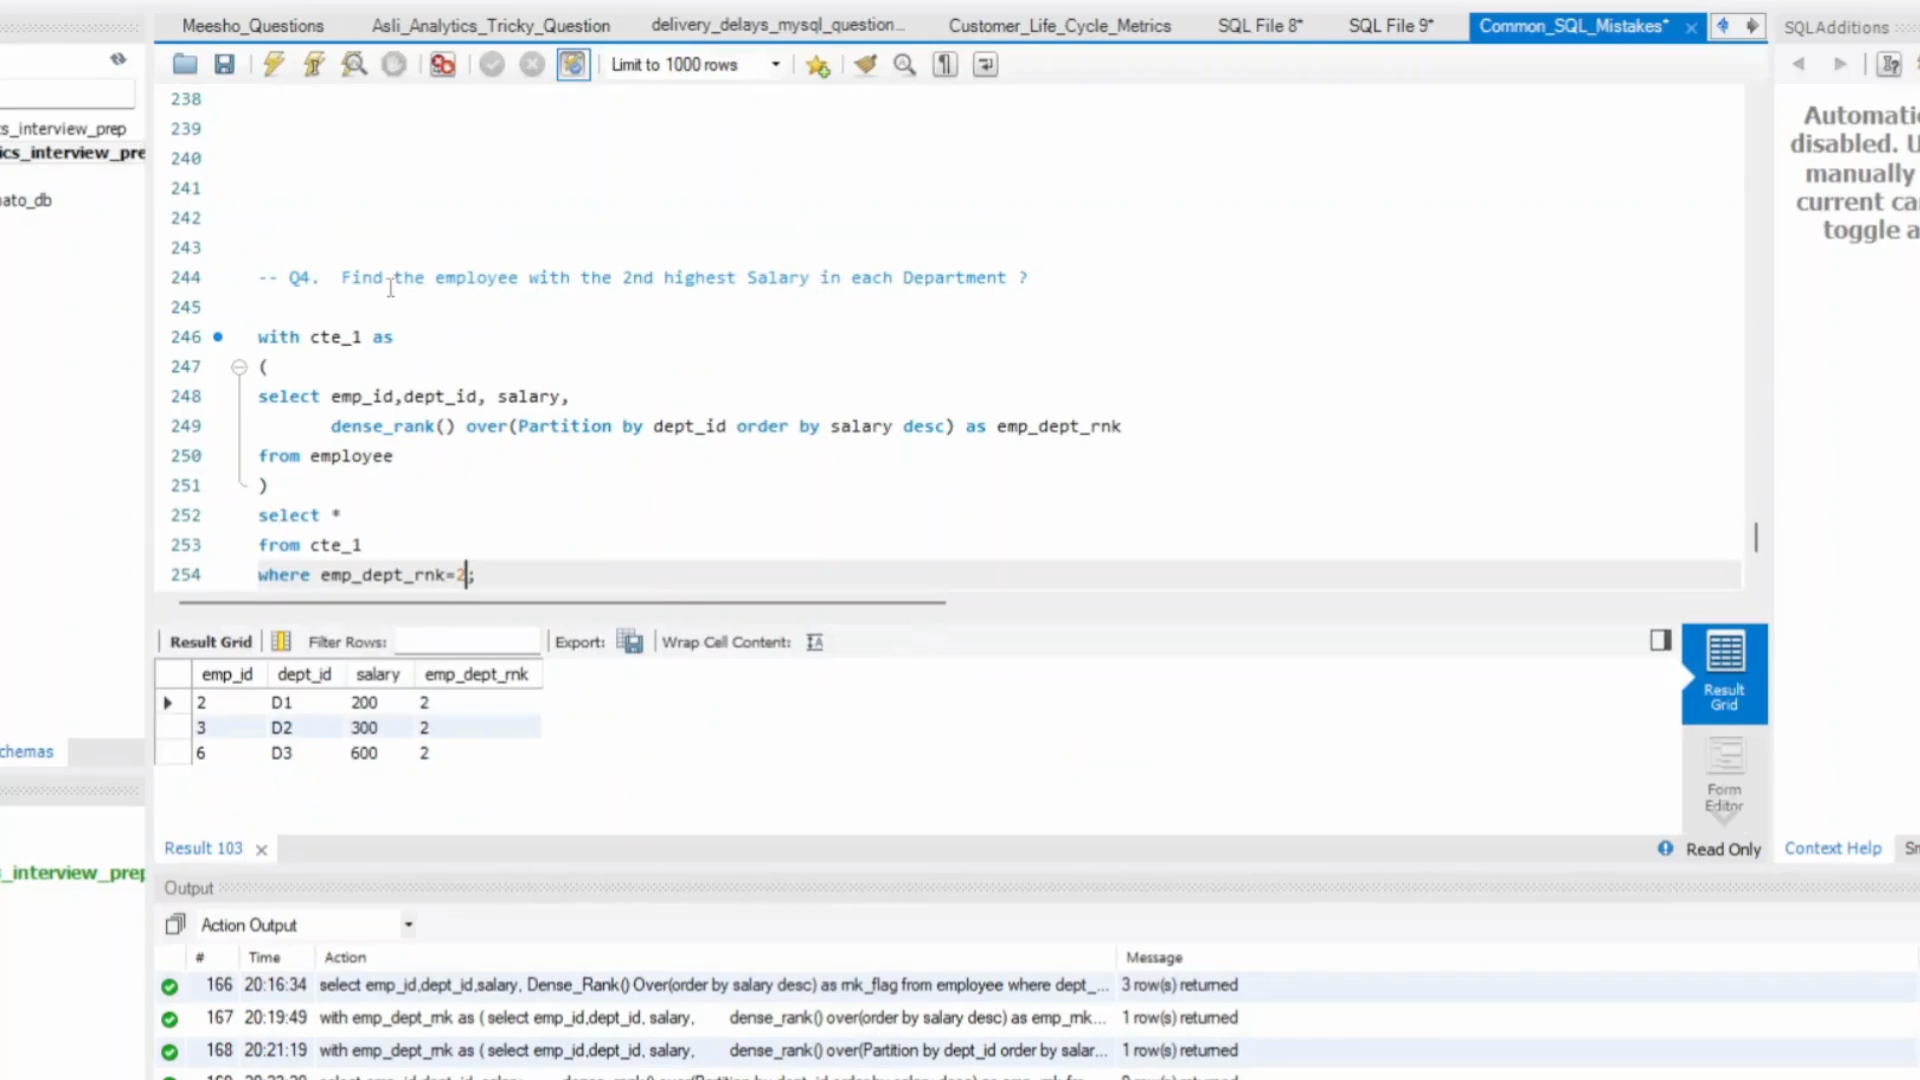 Meesho_Questions Asli_Analytics_Tricky_Question delivery_delays_mysql_question... Customer_Life_Cycle_Metrics SQL File 8* SQL File 9* Common_SQL_Mistakes* SQLAdditions
Limit to 1000 rows
s_interview_prep
ics_interview_pre
ato_db
chemas
_interview_prep
238
239
240
241
242
243
244 -- Q4. Find the employee with the 2nd highest Salary in each Department ?
245
246 with cte_1 as
247 (
248 select emp_id,dept_id, salary,
249 dense_rank() over(Partition by dept_id order by salary desc) as emp_dept_rnk
250 from employee
251 )
252 select *
253 from cte_1
254 where emp_dept_rnk=2;
Automatic
disabled. U
manually
current ca
toggle a
Result Grid Filter Rows: Export: Wrap Cell Content:
emp_id dept_id salary emp_dept_rnk
2 D1 200 2
3 D2 300 2
6 D3 600 2
Result Grid
Form Editor
Result 103 Read Only Context Help Sn
Output
Action Output
# Time Action Message
166 20:16:34 select emp_id,dept_id,salary, Dense_Rank() Over(order by salary desc) as rnk_flag from employee where dept_... 3 row(s) returned
167 20:19:49 with emp_dept_rnk as ( select emp_id,dept_id, salary, dense_rank() over(order by salary desc) as emp_rnk... 1 row(s) returned
168 20:21:19 with emp_dept_rnk as ( select emp_id,dept_id, salary, dense_rank() over(Partition by dept_id order by salar... 1 row(s) returned